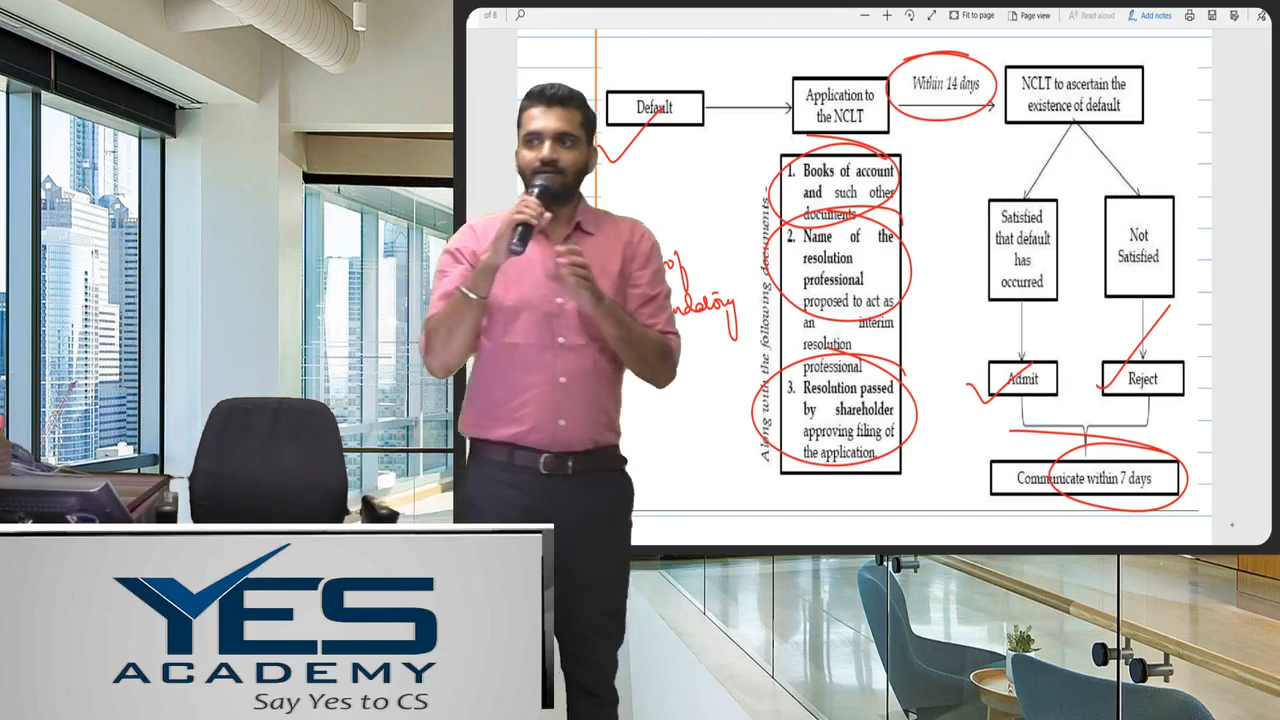 of 8
Fit to page
Page view
Read aloud
Add notes
Default
Application to
the NCLT
Within 14 days
NCLT to ascertain the
existence of default
Along with the following documents-
1. Books of account
and such other
documents
2. Name of the
resolution
professional
proposed to act as
an interim
resolution
professional
3. Resolution passed
by shareholder
approving filing of
the application.
Satisfied
that default
has
occurred
Not
Satisfied
Admit
Reject
Communicate within 7 days
YES
ACADEMY
Say Yes to CS